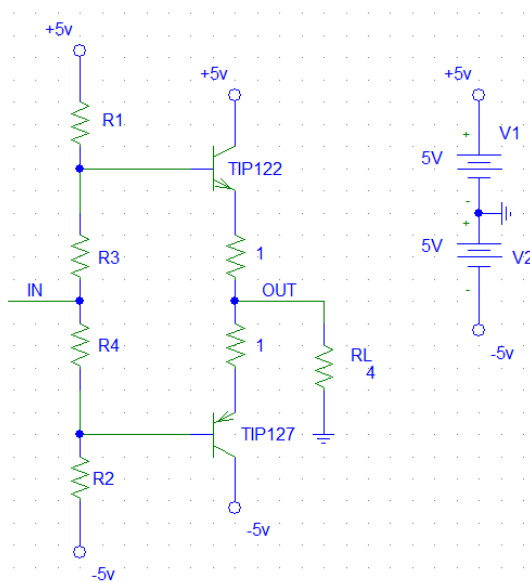 +5v
+5v
+5v
R1
V1
+
5V
TIP122
-
+
R3
1
5V
V2
IN
OUT
-
R4
1
RL
4
-5v
TIP127
R2
-5v
-5v